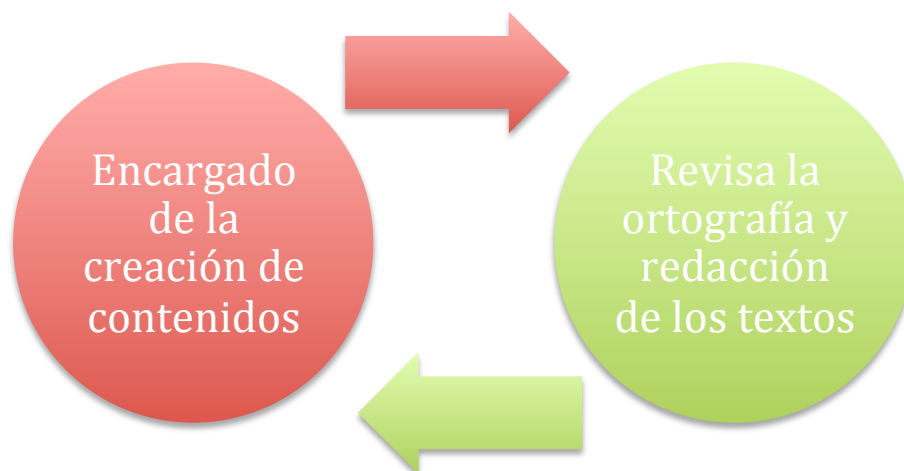 Encargado
de la
creación de
contenidos
Revisa la
ortografía y
redacción
de los textos